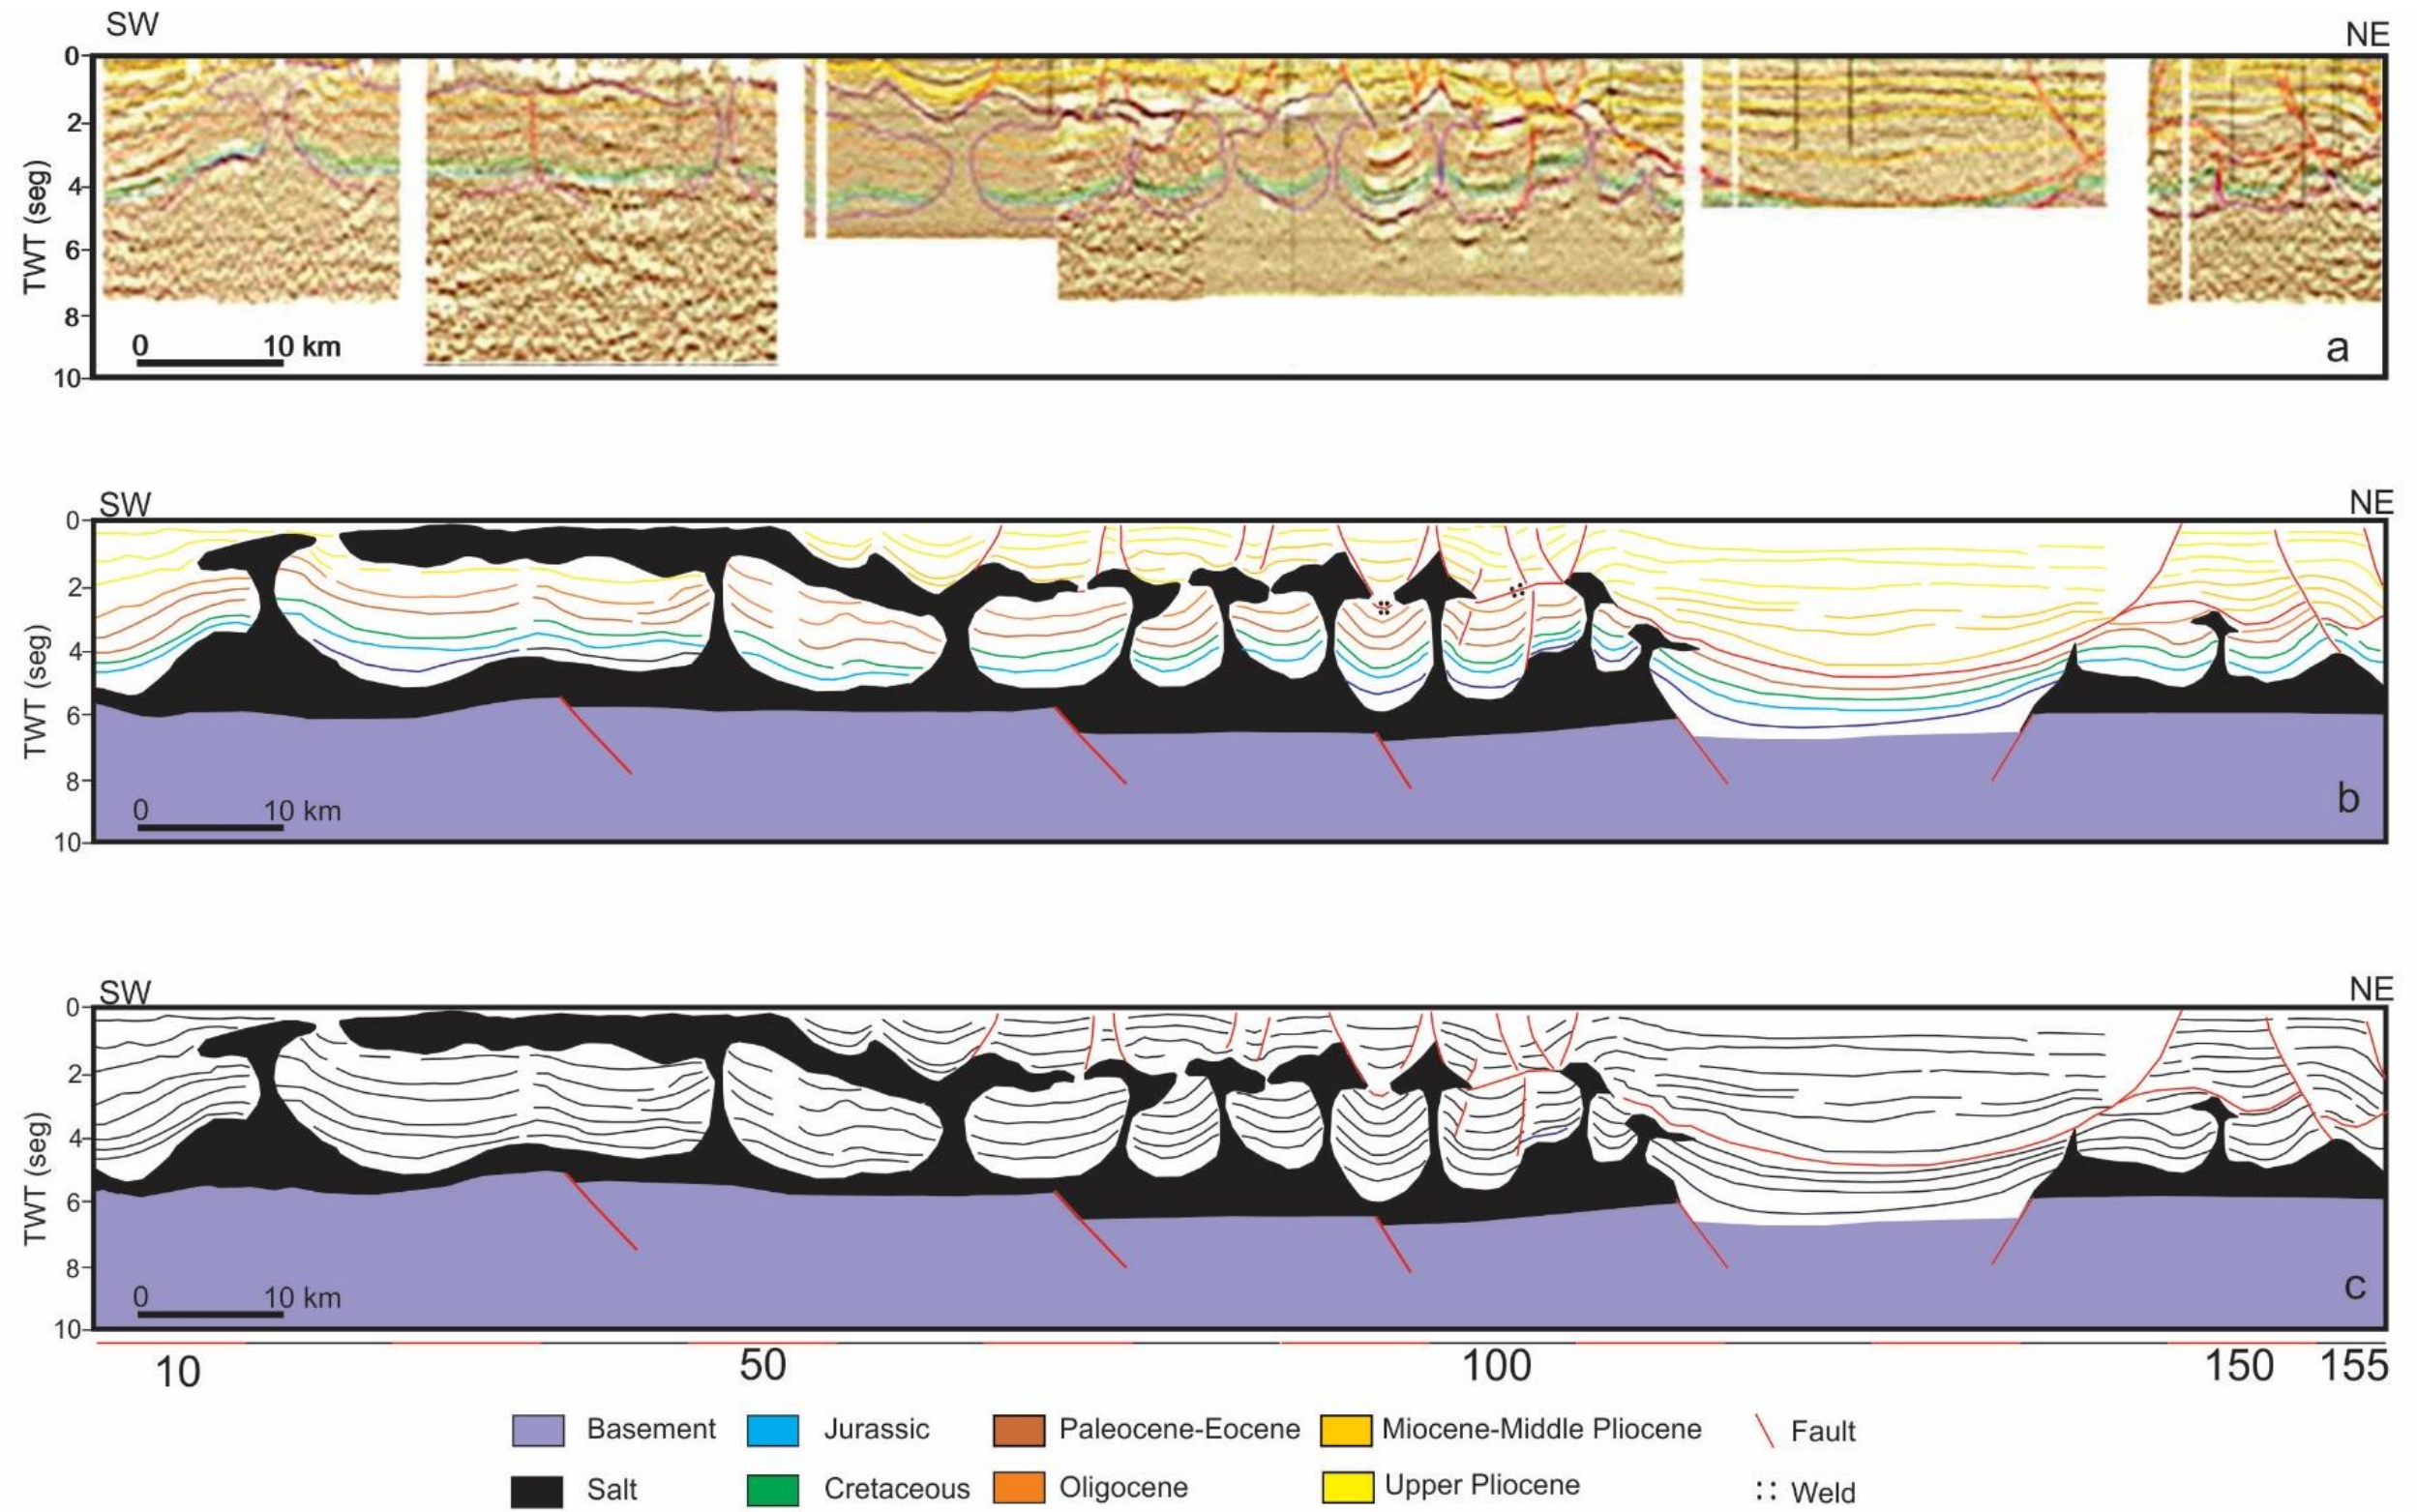 SW NE
0
2
4
6
8
10
TWT (seg)
0 10 km
a
SW NE
0
2
4
6
8
10
TWT (seg)
0 10 km
b
SW NE
0
2
4
6
8
10
TWT (seg)
0 10 km
c
10 50 100 150 155
Basement Jurassic Paleocene-Eocene Miocene-Middle Pliocene Fault
Salt Cretaceous Oligocene Upper Pliocene Weld